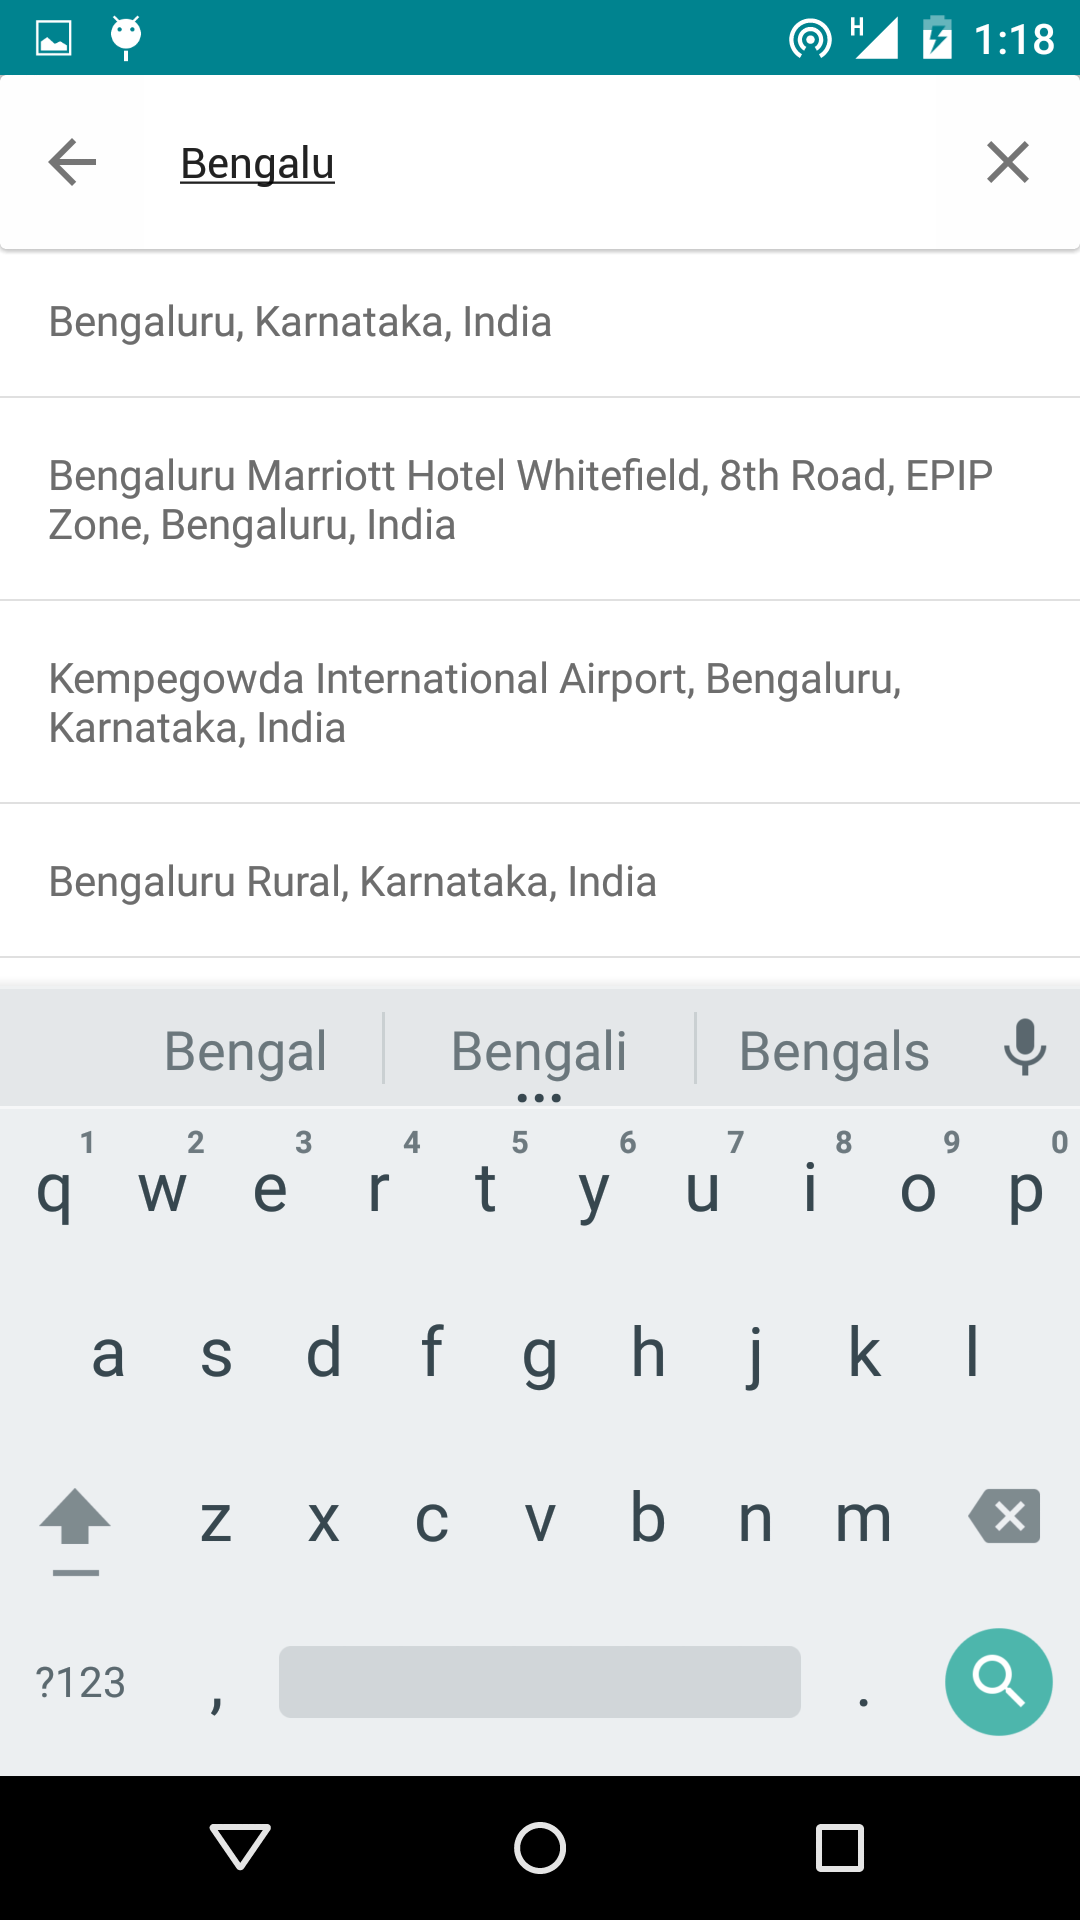 H 1:18
Bengalu
Bengaluru, Karnataka, India
Bengaluru Marriott Hotel Whitefield, 8th Road, EPIP
Zone, Bengaluru, India
Kempegowda International Airport, Bengaluru,
Karnataka, India
Bengaluru Rural, Karnataka, India
Bengal Bengali Bengals
1 2 3 4 5 6 7 8 9 0
q w e r t y u i o p
a s d f g h j k l
z x c v b n m
?123 , .